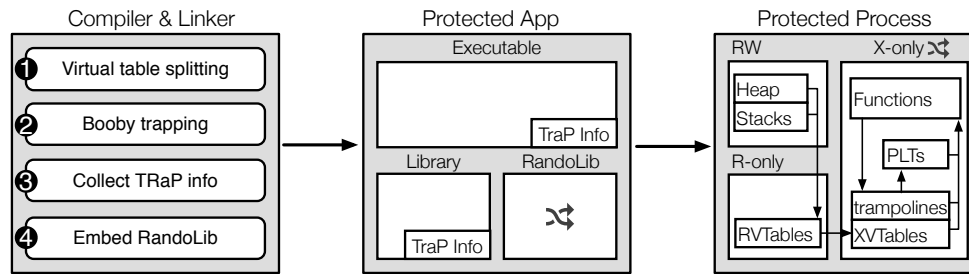 Compiler & Linker
1 Virtual table splitting
2 Booby trapping
3 Collect TRaP info
4 Embed RandoLib
Protected App
Executable
TraP Info
Library
TraP Info
RandoLib
Protected Process
RW
Heap
Stacks
R-only
RVTables
X-only
Functions
PLTs
trampolines
XVTables